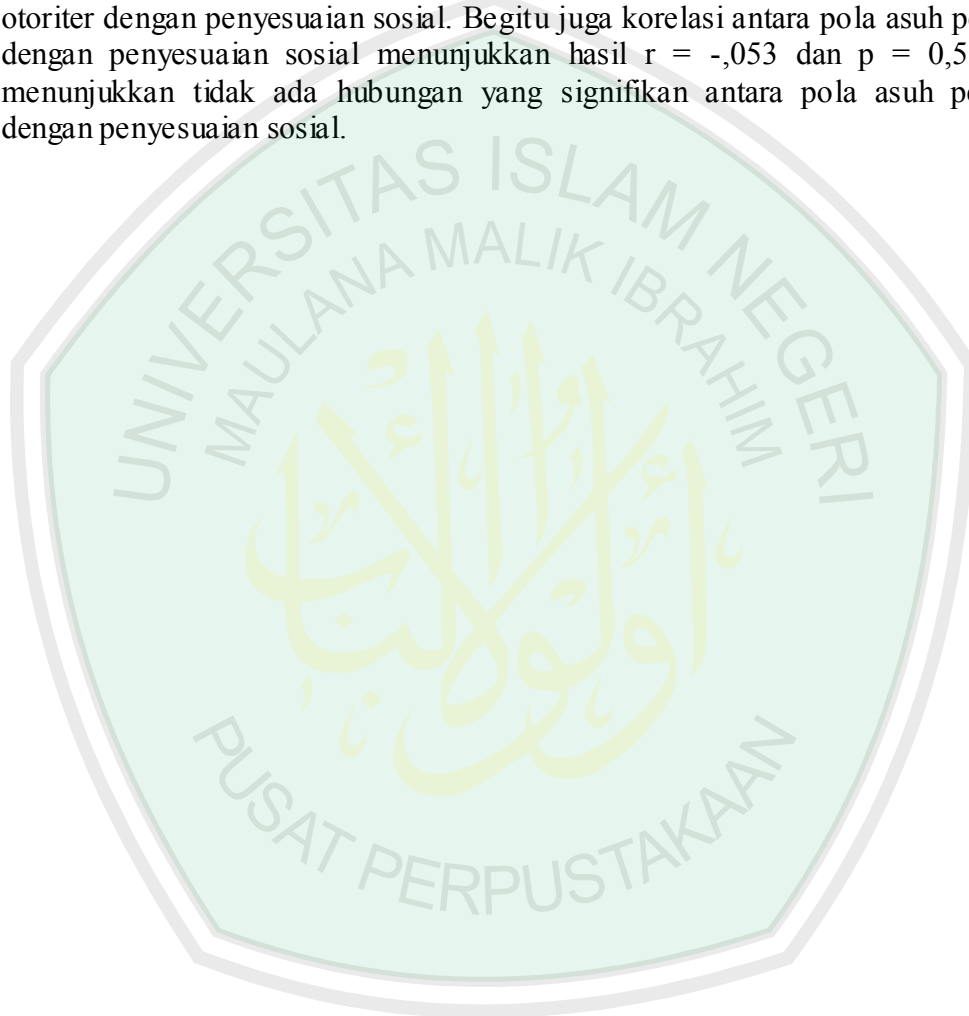 otoriter dengan penyesuaian sosial. Begitu juga korelasi antara pola asuh
dengan penyesuaian sosial menunjukkan hasil r = -,053 dan p = 0,5
menunjukkan tidak ada hubungan yang signifikan antara pola asuh
dengan penyesuaian sosial.
UNIVERSITAS ISLAM NEGERI
MAULANA MALIK IBRAHIM
PUSAT PERPUSTAKAAN